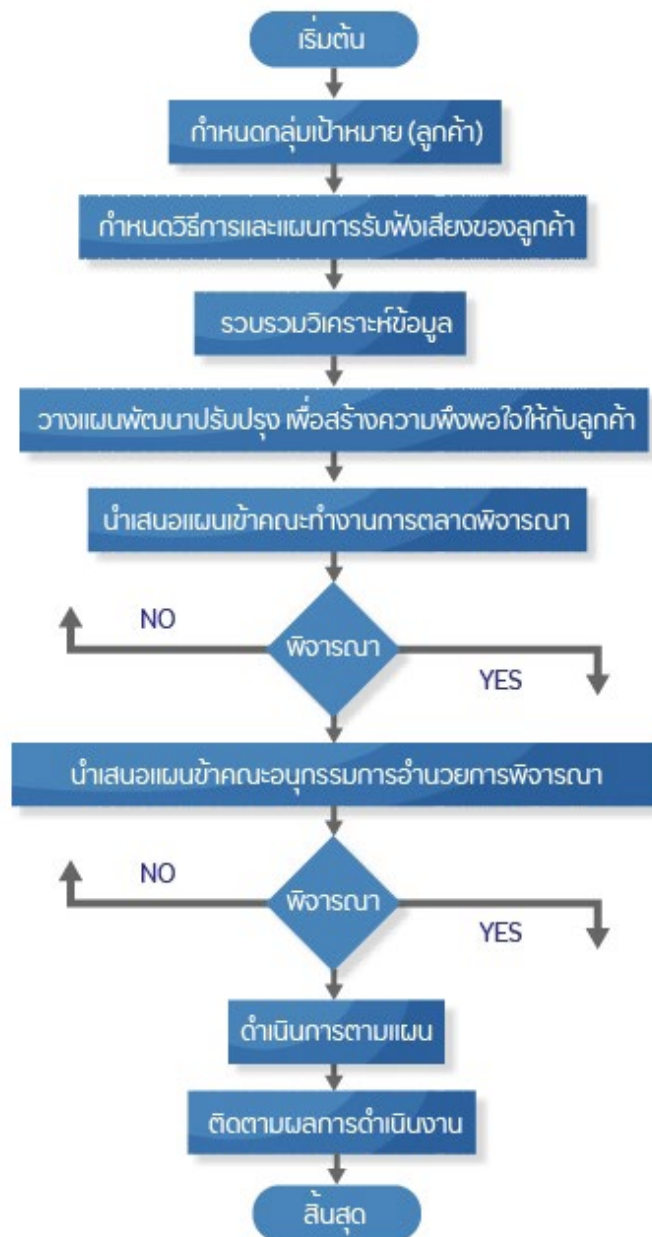 เริ่มต้น
กำหนดกลุ่มเป้าหมาย (ลูกค้า)
กำหนดวิธีการและแผนการรับฟังเสียงของลูกค้า
รวบรวมวิเคราะห์ข้อมูล
วางแผนพัฒนาปรับปรุง เพื่อสร้างความพึงพอใจให้กับลูกค้า
นำเสนอแผนเข้าคณะทำงานการตลาดพิจารณา
NO
พิจารณา
YES
นำเสนอแผนข้าคณะอนุกรรมการอำนวยการพิจารณา
NO
พิจารณา
YES
ดำเนินการตามแผน
ติดตามผลการดำเนินงาน
สิ้นสุด